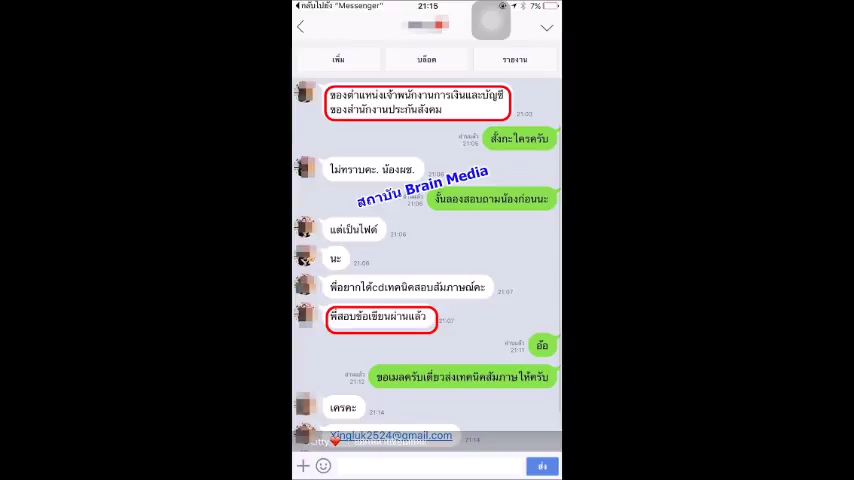 กลับไปยัง "Messenger"
21:15
7%
เพิ่ม
บล็อค
รายงาน
ของตำแหน่งเจ้าพนักงานการเงินและบัญชี
ของสำนักงานประกันสังคม
21:03
อ่านแล้ว
21:05
สั่งกะใครครับ
ไม่ทราบคะ. น้องผช.
21:06
สถาบัน Brain Media
อ่านแล้ว
21:06
งั้นลองสอบถามน้องก่อนนะ
แต่เป็นไฟด์
21:06
นะ
21:06
พี่อยากได้cdเทคนิคสอบสัมภาษณ์คะ
21:07
พี่สอบข้อเขียนผ่านแล้ว
21:07
อ่านแล้ว
21:11
อ้อ
อ่านแล้ว
21:12
ขอเมลครับเดี่ยวส่งเทคนิคสัมภาษให้ครับ
เครคะ
21:14
Yingluk2524@gmail.com
21:14
ส่ง